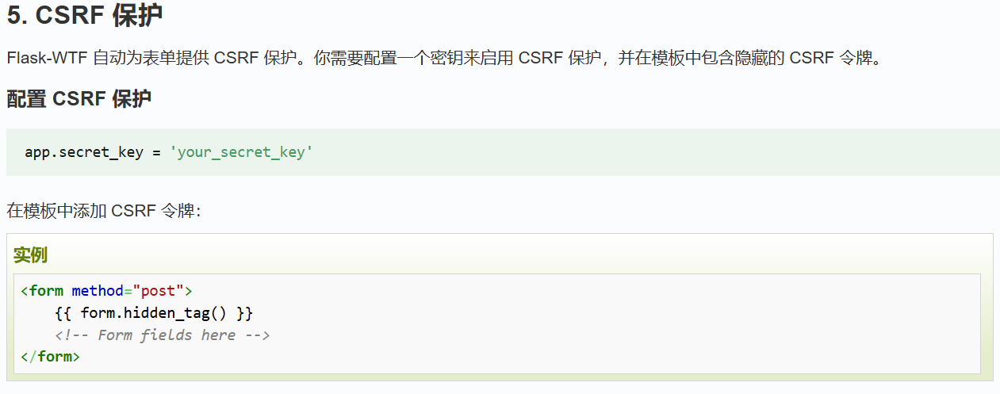 5. CSRF 保护
Flask-WTF 自动为表单提供 CSRF 保护。你需要配置一个密钥来启用 CSRF 保护，并在模板中包含隐藏的 CSRF 令牌。
配置 CSRF 保护
app.secret_key = 'your_secret_key'
在模板中添加 CSRF 令牌：
实例
<form method="post">
    {{ form.hidden_tag() }}
    <!-- Form fields here -->
</form>